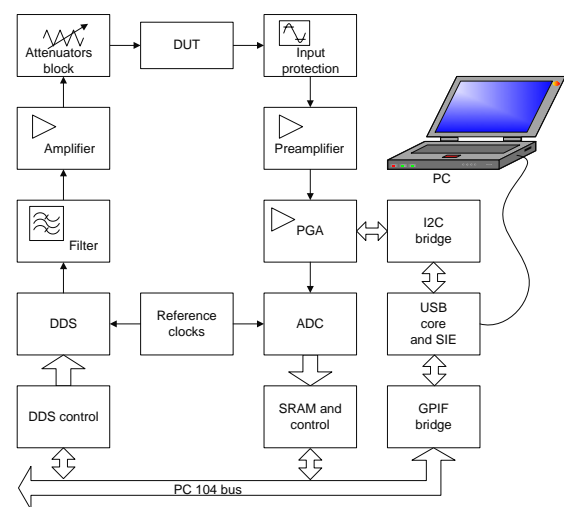 Attenuators
block
DUT
Input
protection
Amplifier
Preamplifier
PC
Filter
PGA
I2C
bridge
DDS
Reference
clocks
ADC
USB
core
and SIE
DDS control
SRAM and
control
GPIF
bridge
PC 104 bus